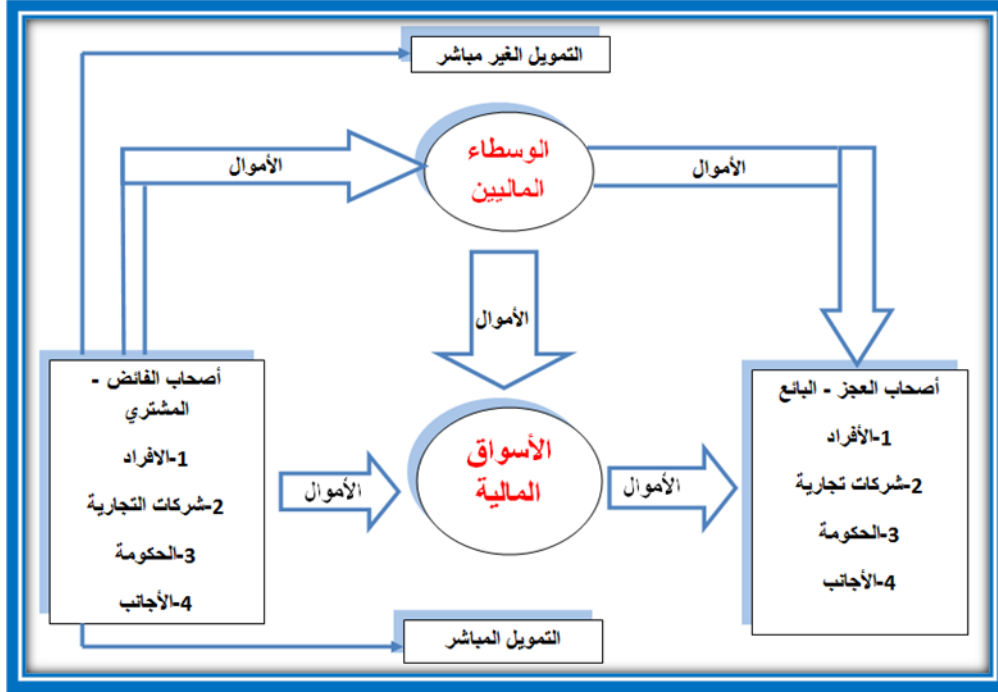 التمويل الغير مباشر
الوسطاء
الماليين
الأموال
الأموال
الأموال
أصحاب الفائض -
المشتري
1-الافراد
2-شركات التجارية
3-الحكومة
4-الأجانب
الأموال
الأسواق
المالية
الأموال
أصحاب العجز - البائع
1-الأفراد
2-شركات تجارية
3-الحكومة
4-الأجانب
التمويل المباشر